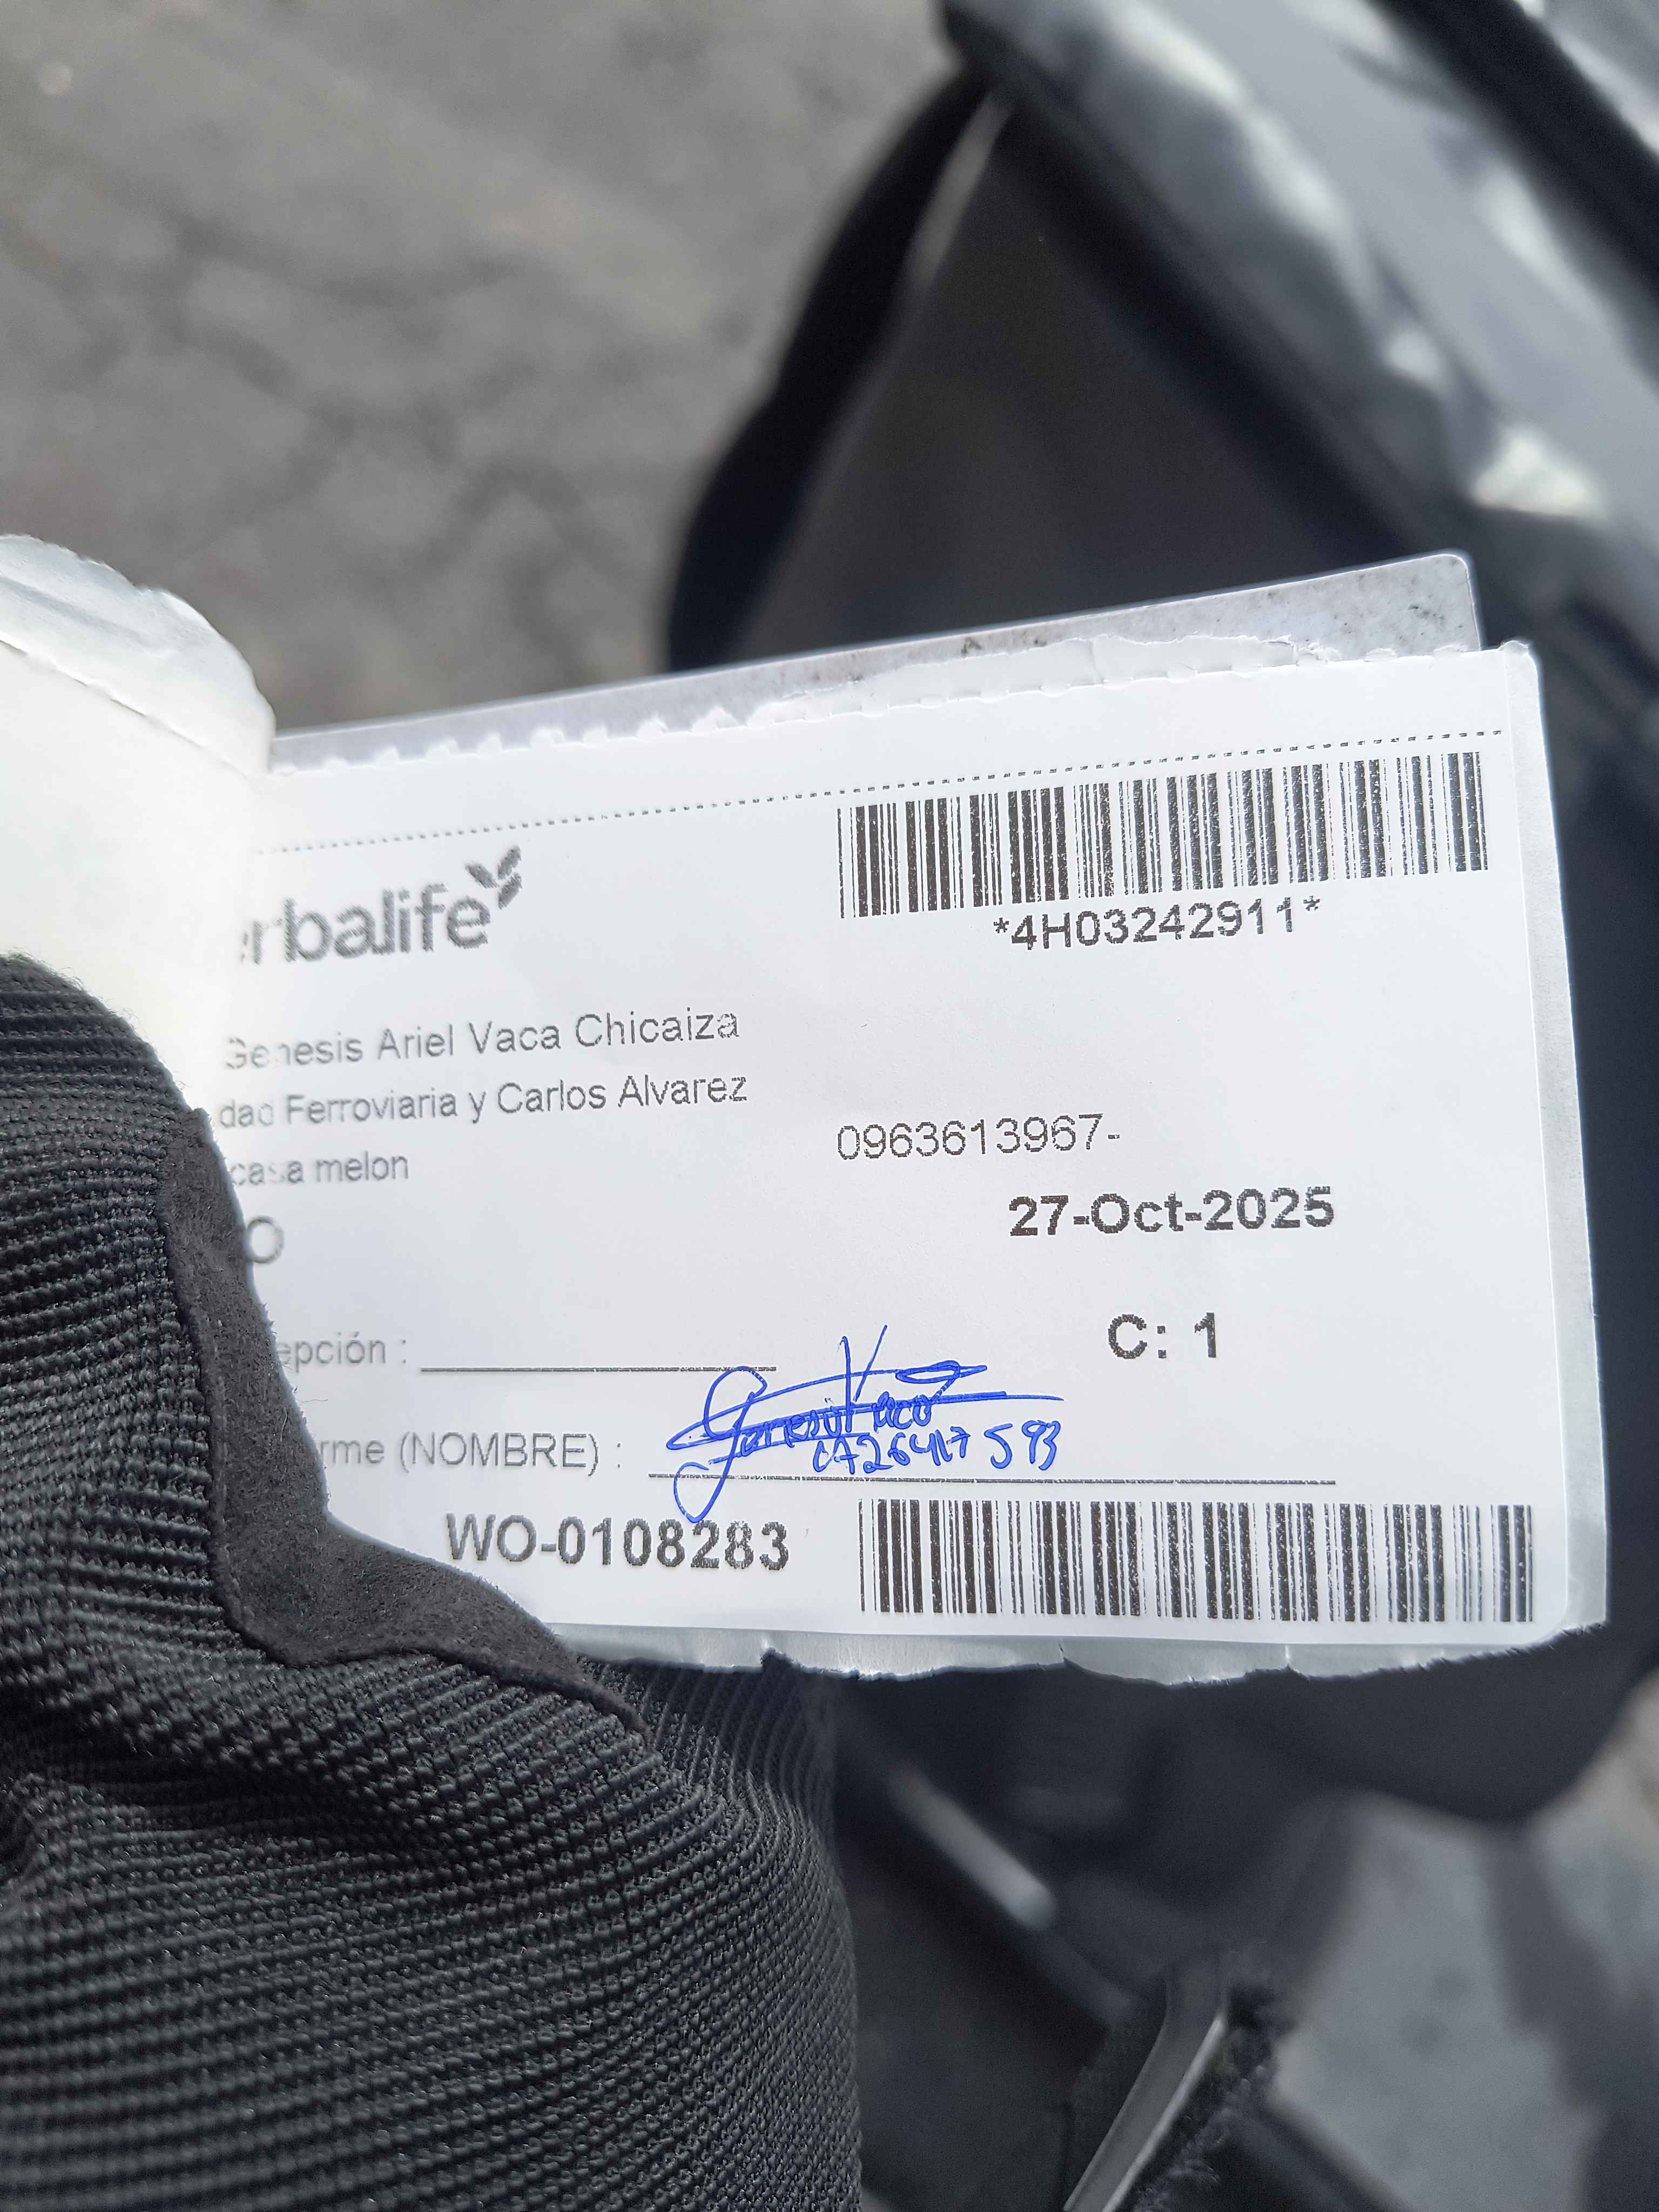 erbalife
*4H03242911*
Genesis Ariel Vaca Chicaiza
dad Ferroviaria y Carlos Alvarez
0963613967-
casa melon
27-Oct-2025
O
C: 1
epción :
rme (NOMBRE) :
WO-0108283